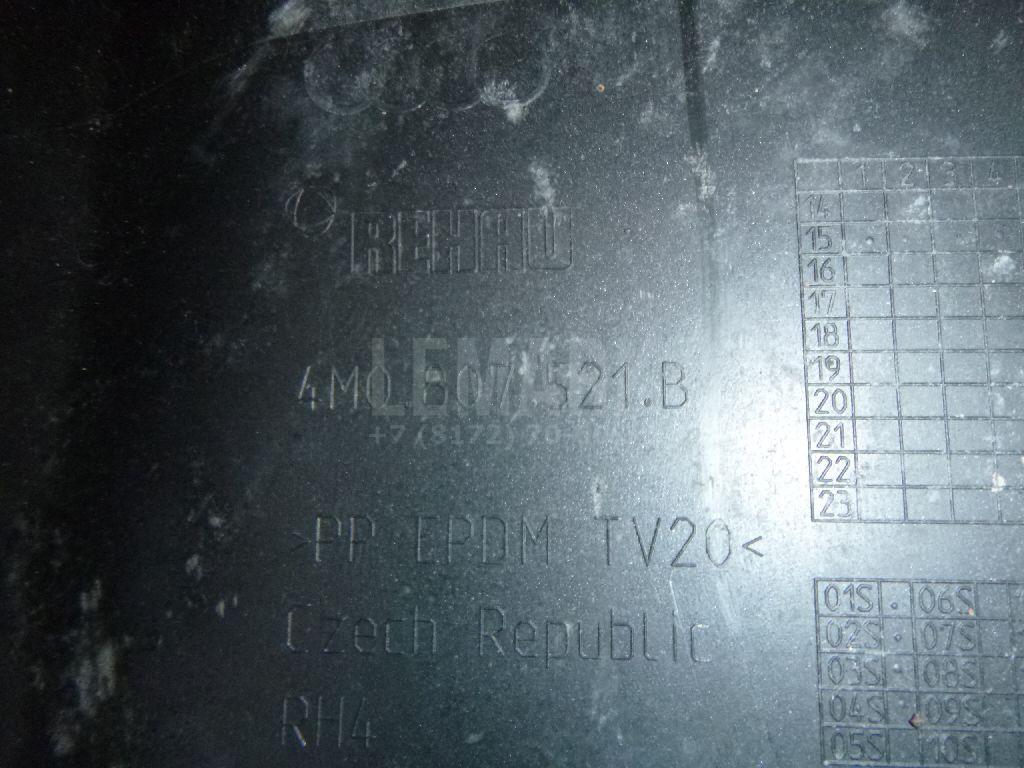 REHAU
4M0.807.521.B
>PP EPDM TV20<
Czech Republic
RH4
1 2 3 4
14
15
16
17
18
19
20
21
22
23
01S 06S
02S 07S
03S 08S
04S 09S
05S 10S